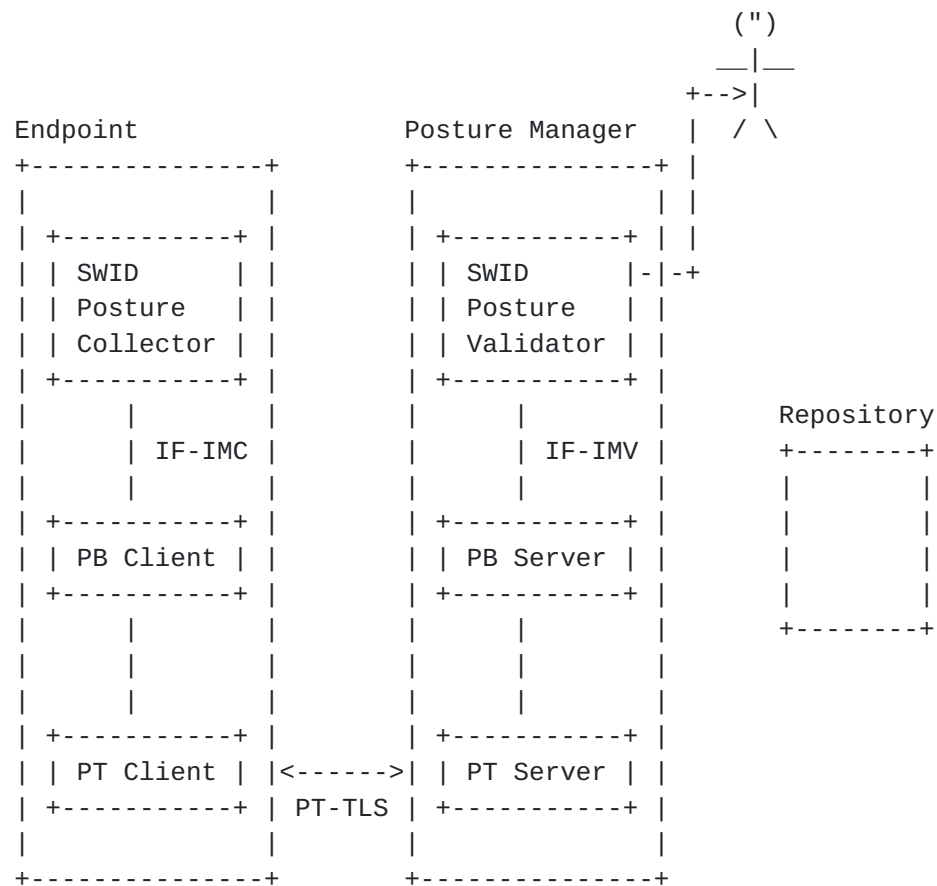 (")
Endpoint Posture Manager
SWID SWID
Posture Posture
Collector Validator
Repository
IF-IMC IF-IMV
PB Client PB Server
PT Client <------> PT Server
PT-TLS